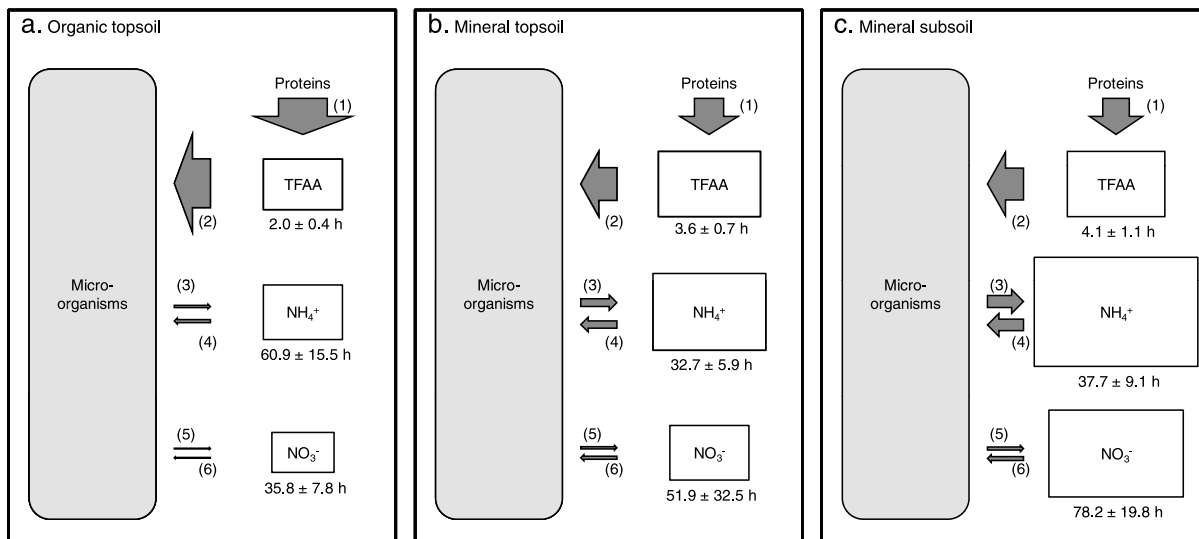 a. Organic topsoil
Proteins
(1)
TFAA
(2)
2.0 ± 0.4 h
Micro-
organisms
(3)
NH₄⁺
(4)
60.9 ± 15.5 h
(5)
NO₃⁻
(6)
35.8 ± 7.8 h
b. Mineral topsoil
Proteins
(1)
TFAA
(2)
3.6 ± 0.7 h
Micro-
organisms
(3)
NH₄⁺
(4)
32.7 ± 5.9 h
(5)
NO₃⁻
(6)
51.9 ± 32.5 h
c. Mineral subsoil
Proteins
(1)
TFAA
(2)
4.1 ± 1.1 h
Micro-
organisms
(3)
NH₄⁺
(4)
37.7 ± 9.1 h
(5)
NO₃⁻
(6)
78.2 ± 19.8 h